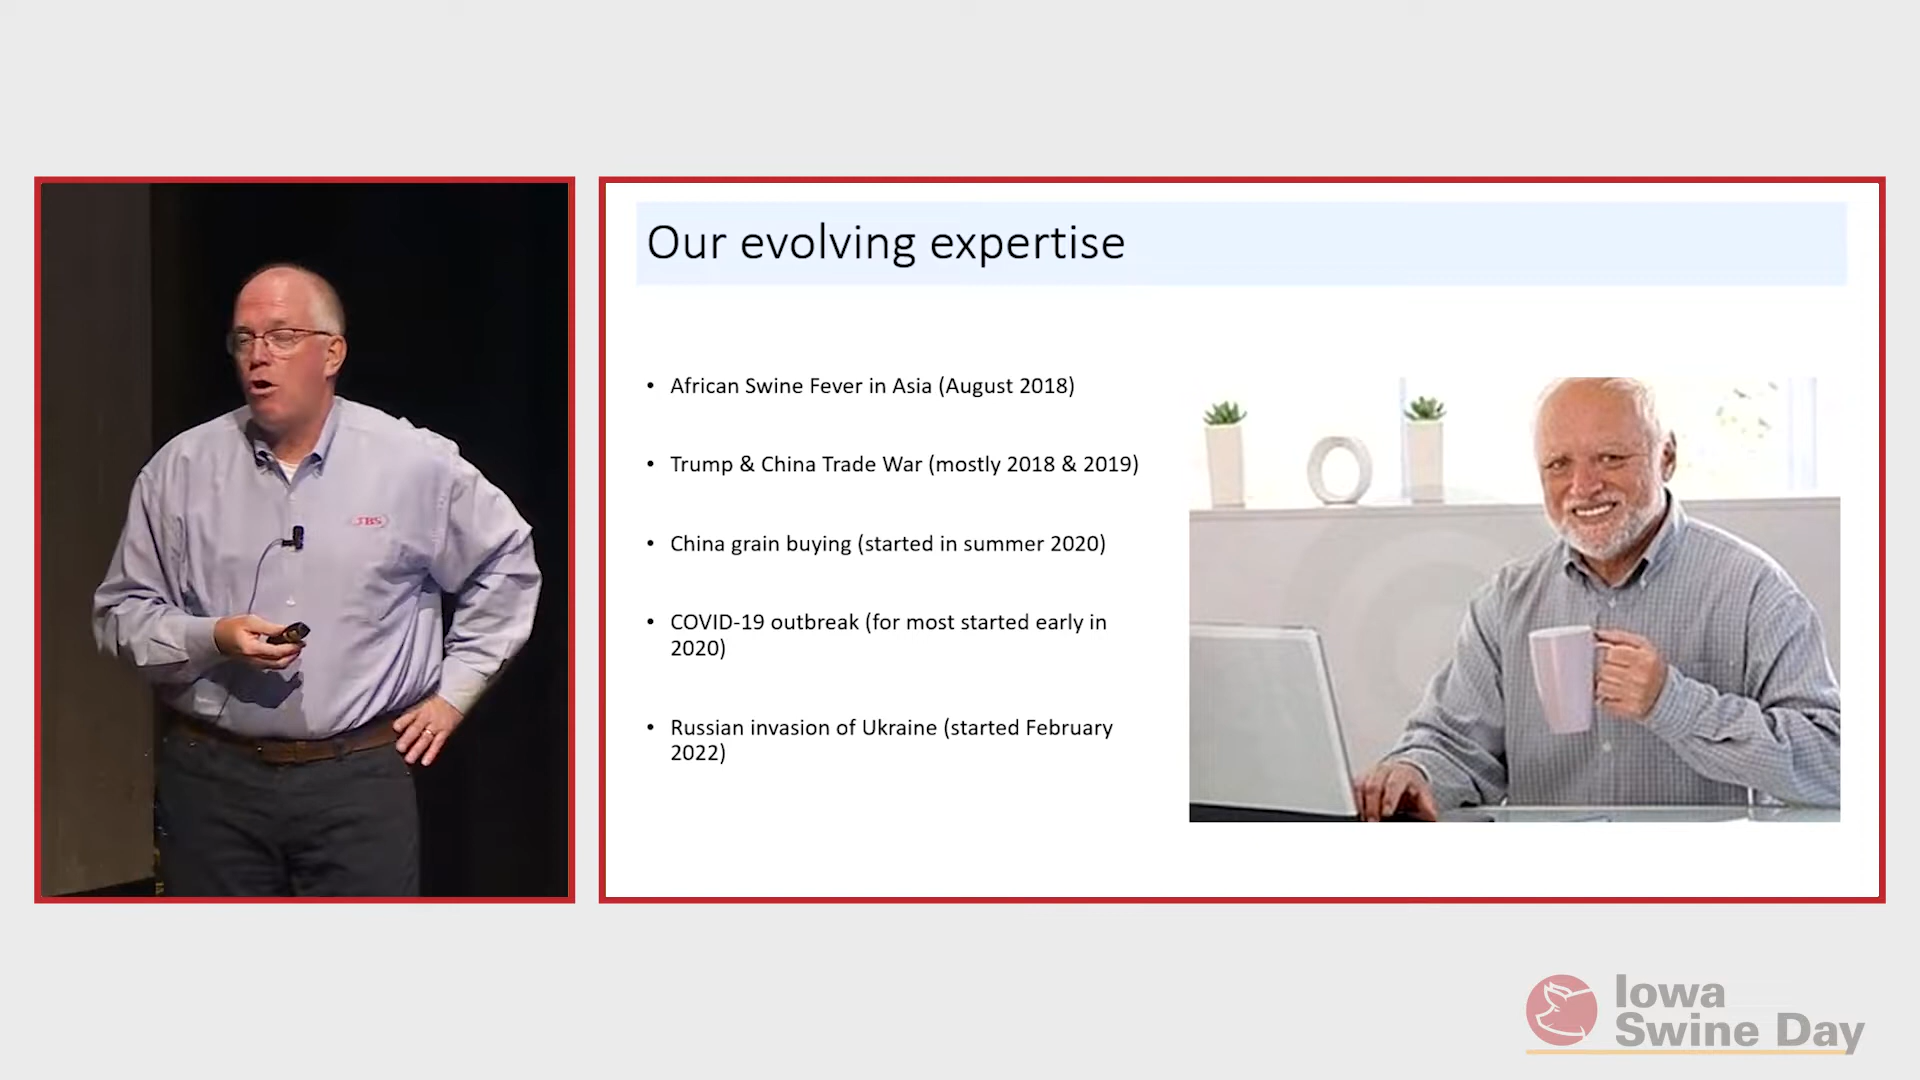 Our evolving expertise
• African Swine Fever in Asia (August 2018)
• Trump & China Trade War (mostly 2018 & 2019)
• China grain buying (started in summer 2020)
• COVID-19 outbreak (for most started early in
2020)
• Russian invasion of Ukraine (started February
2022)
JBS
Iowa
Swine Day